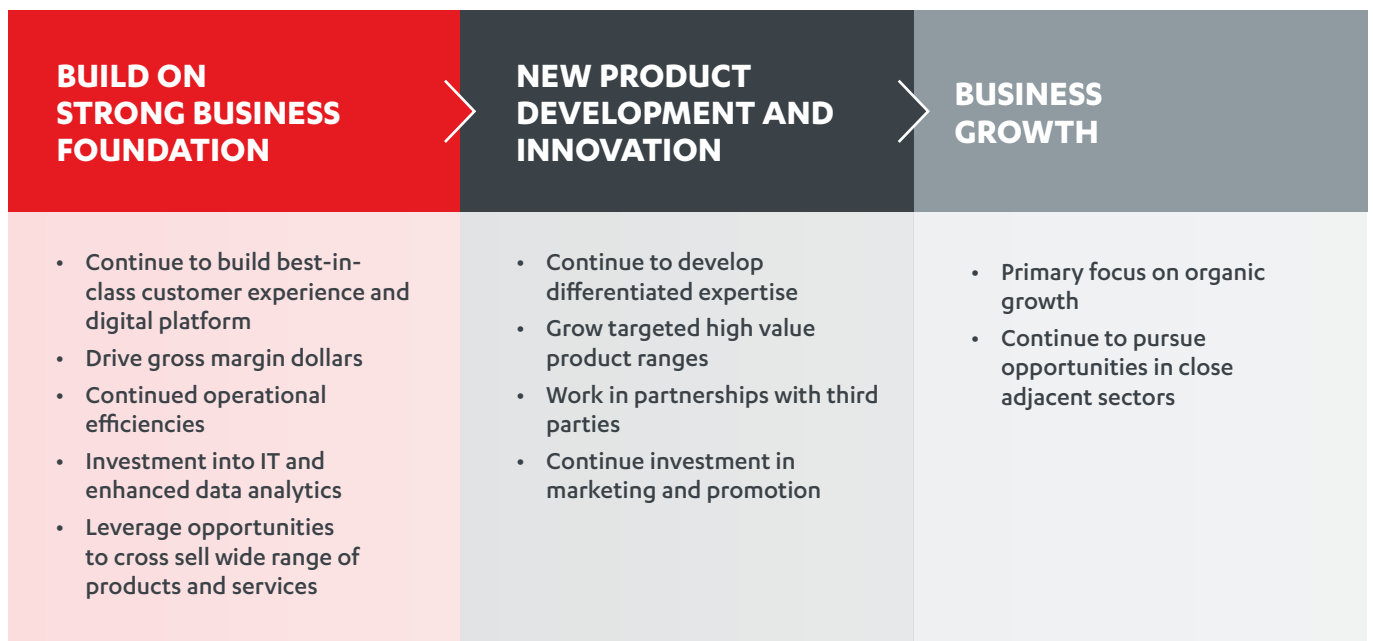 BUILD ON
STRONG BUSINESS
FOUNDATION
• Continue to build best-in-
class customer experience and
digital platform
• Drive gross margin dollars
• Continued operational
efficiencies
• Investment into IT and
enhanced data analytics
• Leverage opportunities
to cross sell wide range of
products and services
NEW PRODUCT
DEVELOPMENT AND
INNOVATION
• Continue to develop
differentiated expertise
• Grow targeted high value
product ranges
• Work in partnerships with third
parties
• Continue investment in
marketing and promotion
BUSINESS
GROWTH
• Primary focus on organic
growth
• Continue to pursue
opportunities in close
adjacent sectors